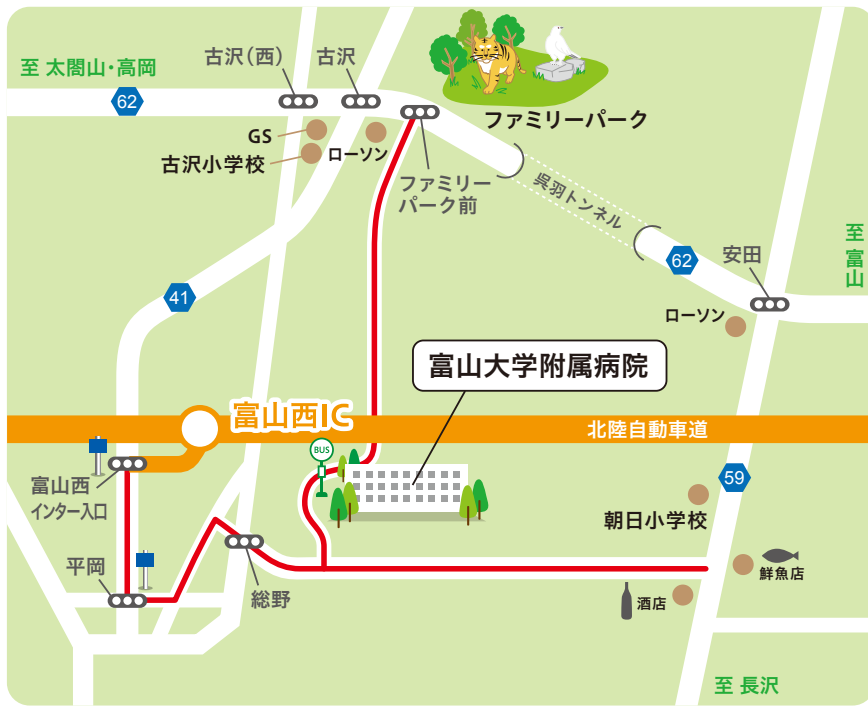 至 太閤山・高岡
古沢(西)
古沢
62
GS
古沢小学校
ローソン
ファミリーパーク
ファミリー
パーク前
呉羽トンネル
62
安田
至
富山
ローソン
41
富山大学附属病院
富山西IC
北陸自動車道
BUS
富山西
インター入口
59
朝日小学校
平岡
総野
鮮魚店
酒店
至 長沢